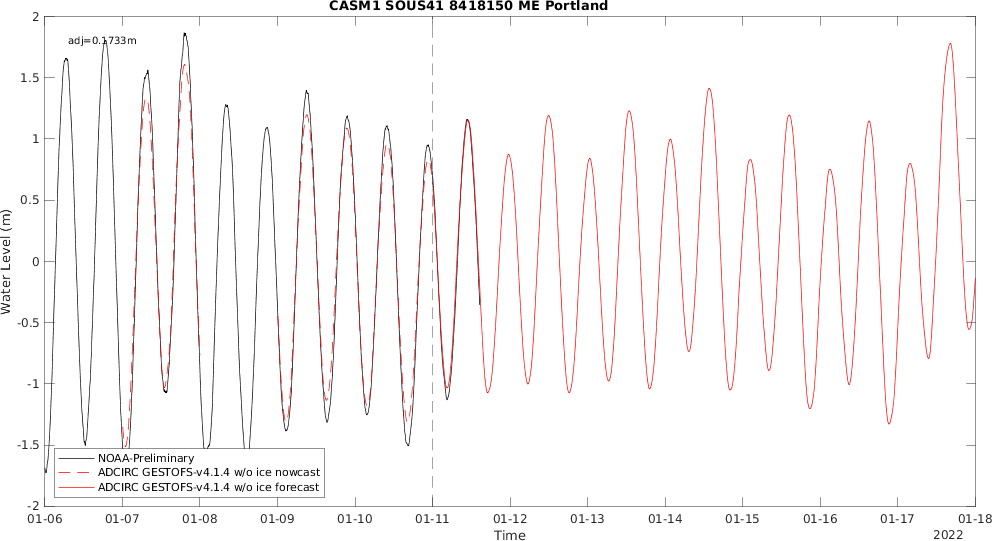 CASM1 SOUS41 8418150 ME Portland
adj=0.1733m
2
1.5
1
0.5
0
-0.5
-1
-1.5
-2
Water Level (m)
NOAA-Preliminary
ADCIRC GESTOFS-v4.1.4 w/o ice nowcast
ADCIRC GESTOFS-v4.1.4 w/o ice forecast
01-06 01-07 01-08 01-09 01-10 01-11 01-12 01-13 01-14 01-15 01-16 01-17 01-18
Time
2022